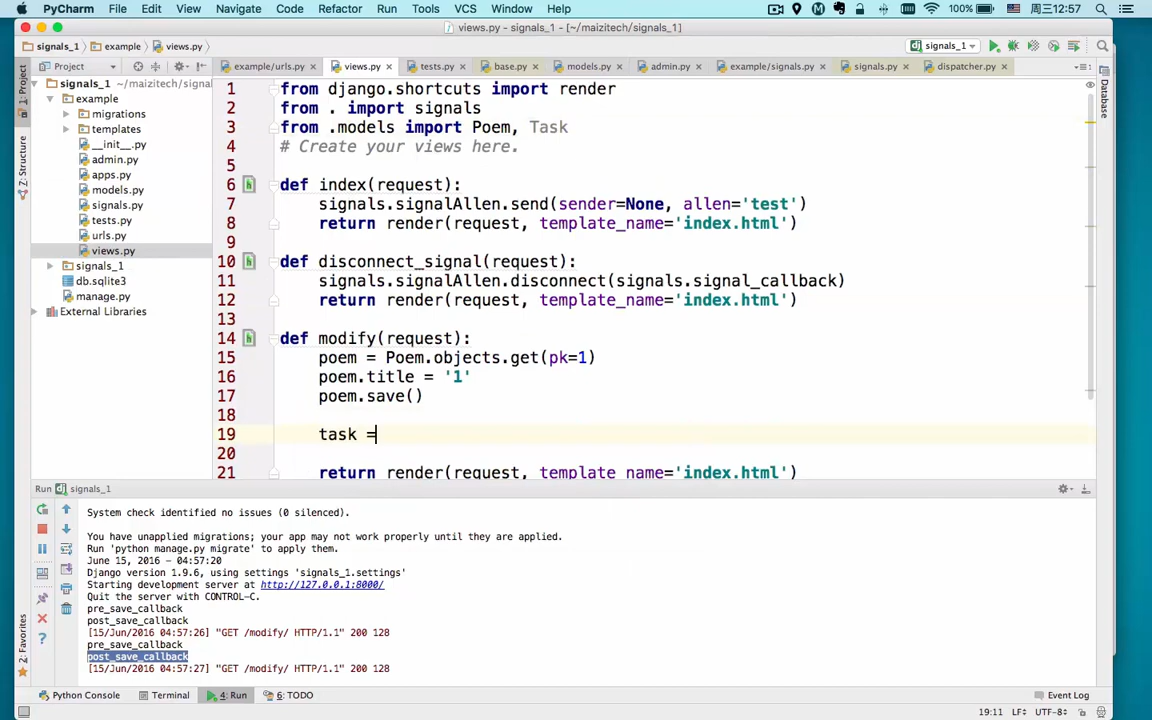 PyCharm File Edit View Navigate Code Refactor Run Tools VCS Window Help 100% 周三12:57
views.py - signals_1 - [~/maizitech/signals_1]
signals_1 example views.py signals_1
Project example/urls.py views.py tests.py base.py models.py admin.py example/signals.py signals.py dispatcher.py
1: Project
Z: Structure
2: Favorites
Database
signals_1 ~/maizitech/signal
example
migrations
templates
__init__.py
admin.py
apps.py
models.py
signals.py
tests.py
urls.py
views.py
signals_1
db.sqlite3
manage.py
External Libraries
1 from django.shortcuts import render
2 from . import signals
3 from .models import Poem, Task
4 # Create your views here.
5
6 def index(request):
7 signals.signalAllen.send(sender=None, allen='test')
8 return render(request, template_name='index.html')
9
10 def disconnect_signal(request):
11 signals.signalAllen.disconnect(signals.signal_callback)
12 return render(request, template_name='index.html')
13
14 def modify(request):
15 poem = Poem.objects.get(pk=1)
16 poem.title = '1'
17 poem.save()
18
19 task =
20
21 return render(request, template_name='index.html')
Run signals_1
System check identified no issues (0 silenced).
You have unapplied migrations; your app may not work properly until they are applied.
Run 'python manage.py migrate' to apply them.
June 15, 2016 - 04:57:20
Django version 1.9.6, using settings 'signals_1.settings'
Starting development server at http://127.0.0.1:8000/
Quit the server with CONTROL-C.
pre_save_callback
post_save_callback
[15/Jun/2016 04:57:26] "GET /modify/ HTTP/1.1" 200 128
pre_save_callback
post_save_callback
[15/Jun/2016 04:57:27] "GET /modify/ HTTP/1.1" 200 128
Python Console Terminal 4: Run 6: TODO Event Log
19:11 LF÷ UTF-8÷